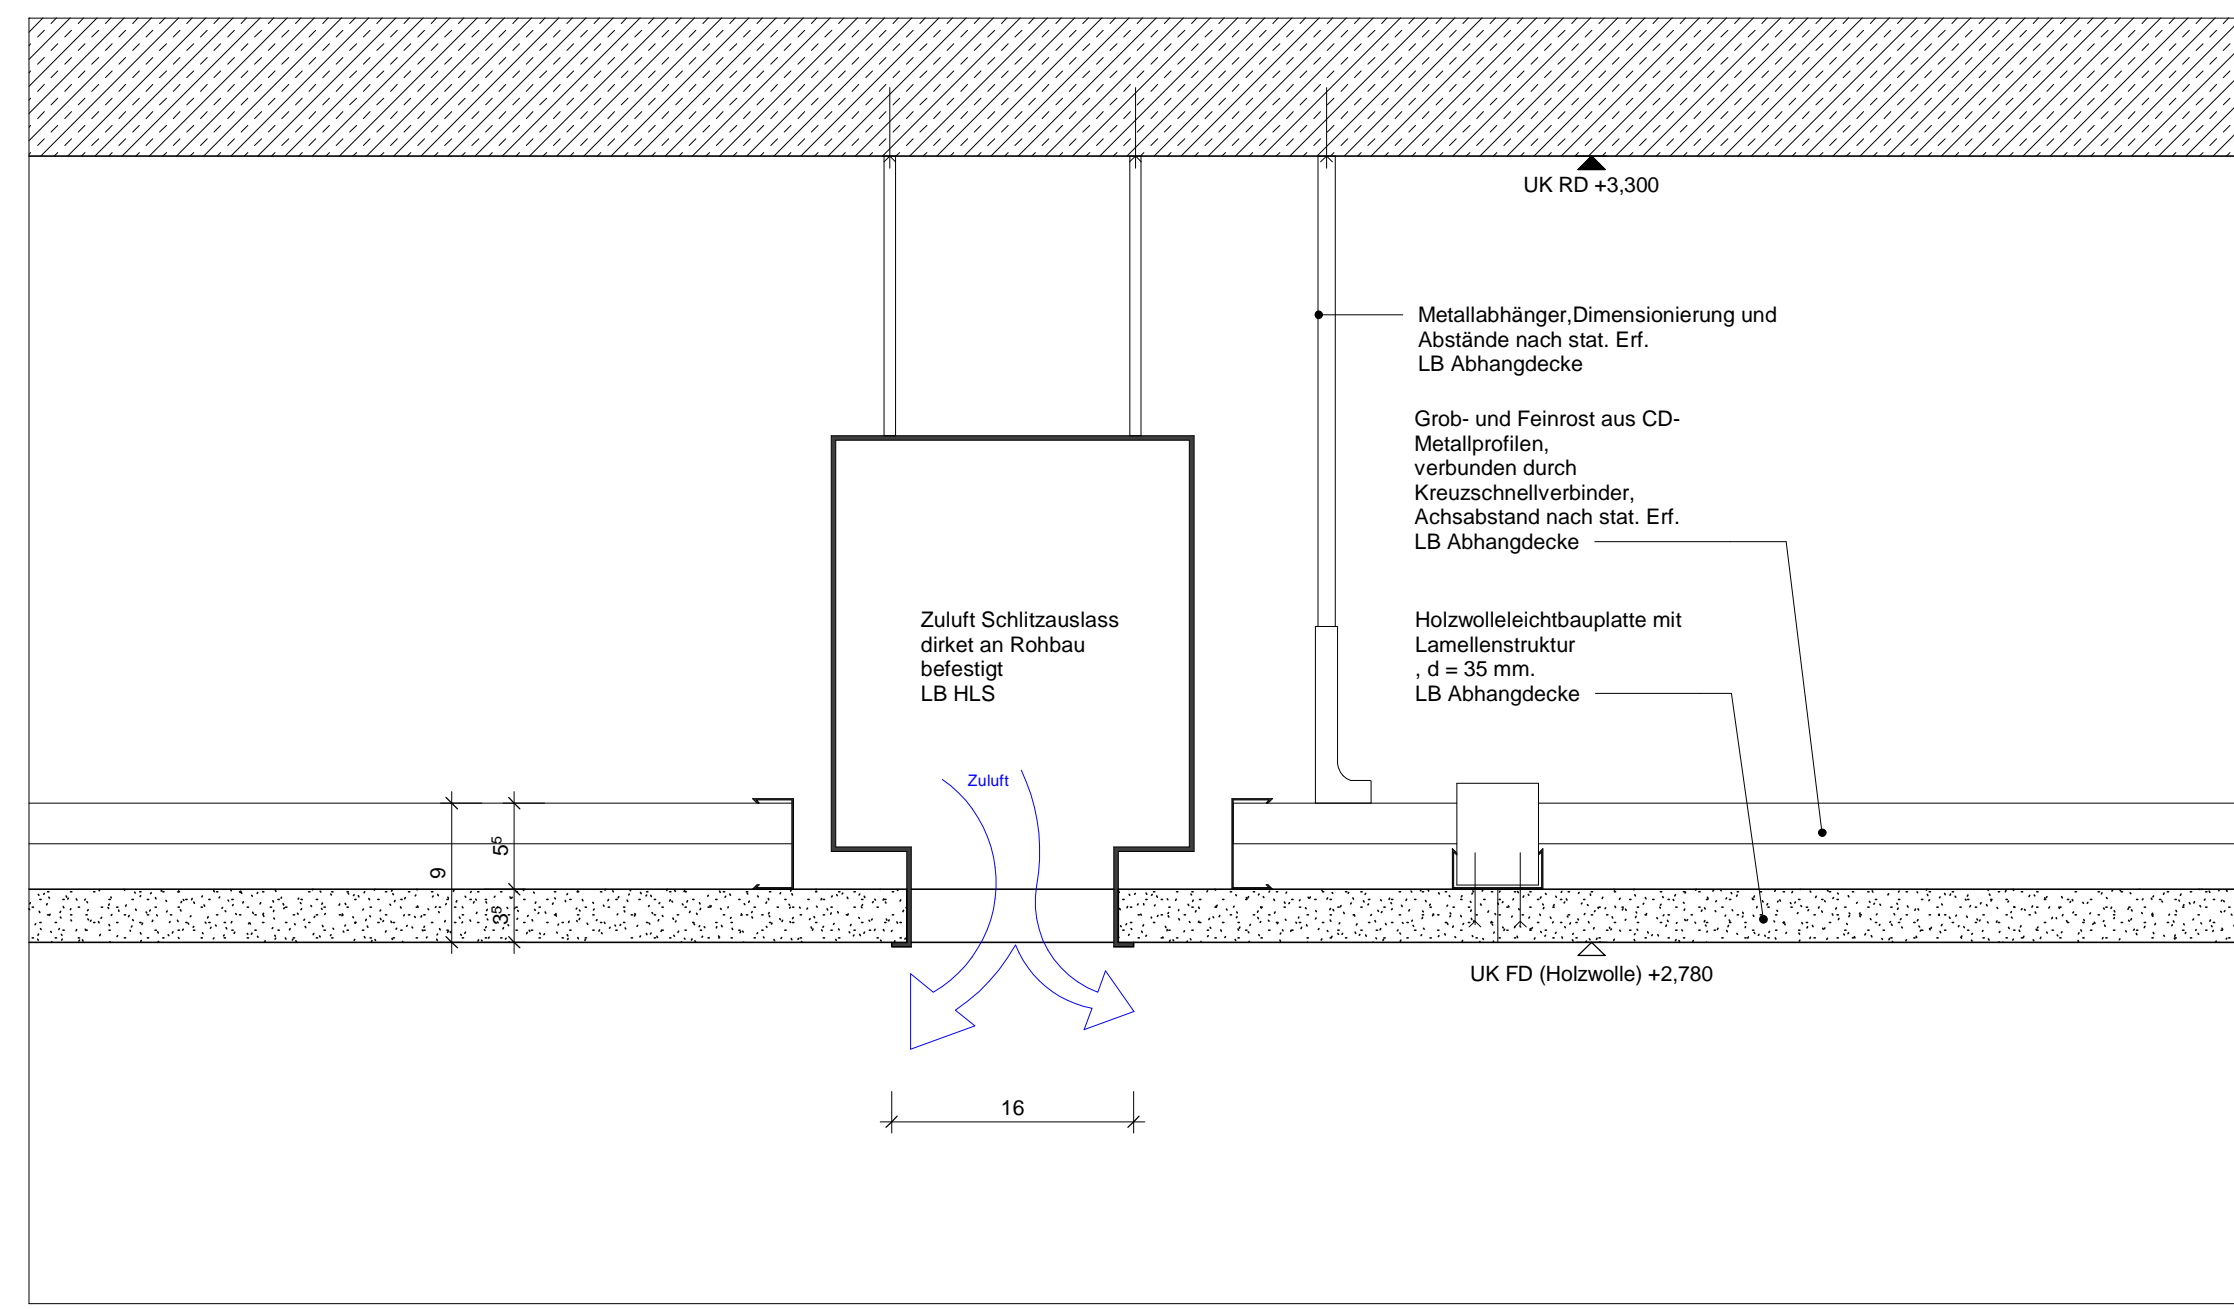 UK RD +3,300
Metallabhänger,Dimensionierung und
Abstände nach stat. Erf.
LB Abhangdecke
Grob- und Feinrost aus CD-
Metallprofilen,
verbunden durch
Kreuzschnellverbinder,
Achsabstand nach stat. Erf.
LB Abhangdecke
Zuluft Schlitzauslass
dirket an Rohbau
befestigt
LB HLS
Holzwolleleichtbauplatte mit
Lamellenstruktur
, d = 35 mm.
LB Abhangdecke
Zuluft
9
5⁵
3⁵
UK FD (Holzwolle) +2,780
16